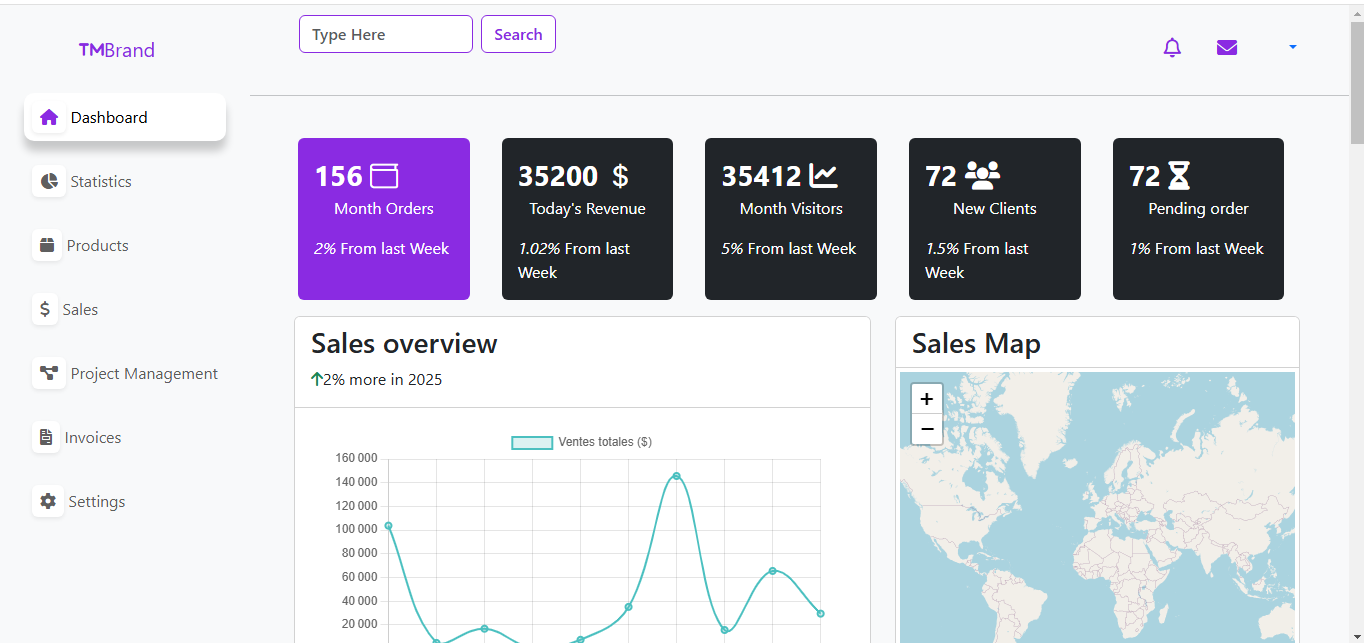 Type Here
Search
TMBrand
Dashboard
Statistics
Products
Sales
Project Management
Invoices
Settings
156
Month Orders
2% From last Week
35200 $
Today's Revenue
1.02% From last
Week
35412
Month Visitors
5% From last Week
72
New Clients
1.5% From last
Week
72
Pending order
1% From last Week
Sales overview
2% more in 2025
Ventes totales ($)
160 000
140 000
120 000
100 000
80 000
60 000
40 000
20 000
Sales Map
+
−